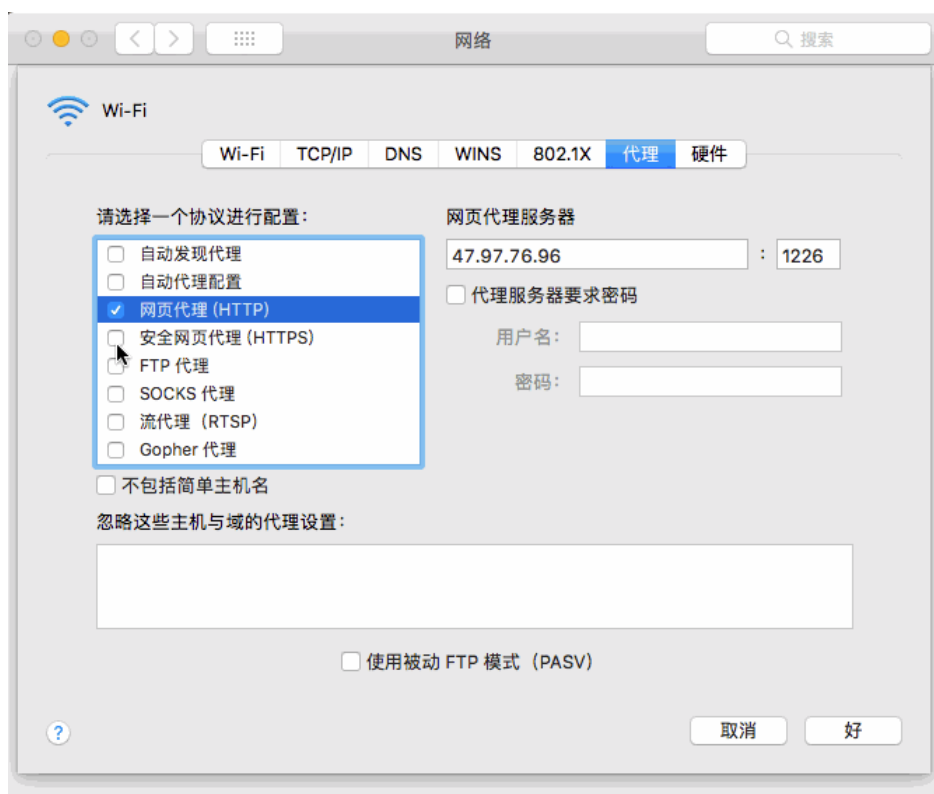 网络
搜索
Wi-Fi
Wi-Fi TCP/IP DNS WINS 802.1X 代理 硬件
请选择一个协议进行配置：
自动发现代理
自动代理配置
网页代理 (HTTP)
安全网页代理 (HTTPS)
FTP 代理
SOCKS 代理
流代理（RTSP)
Gopher 代理
网页代理服务器
47.97.76.96 : 1226
代理服务器要求密码
用户名：
密码：
不包括简单主机名
忽略这些主机与域的代理设置：
使用被动 FTP 模式（PASV）
?
取消
好